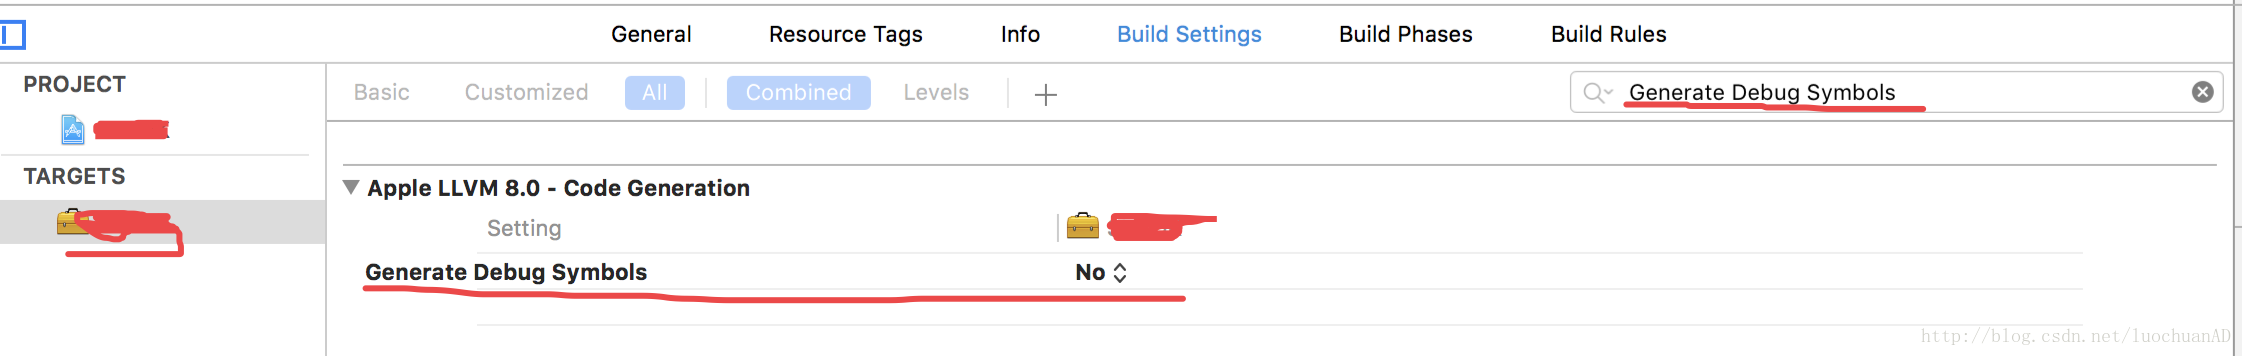 General Resource Tags Info Build Settings Build Phases Build Rules
PROJECT
TARGETS
Basic Customized All Combined Levels
Generate Debug Symbols
Apple LLVM 8.0 - Code Generation
Setting
Generate Debug Symbols No
http://blog.csdn.net/luochuanAD